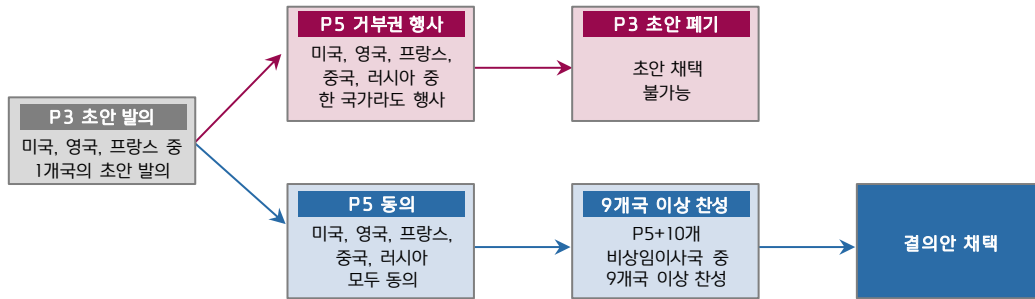 P3 초안 발의
미국, 영국, 프랑스 중
1개국의 초안 발의
P5 거부권 행사
미국, 영국, 프랑스,
중국, 러시아 중
한 국가라도 행사
P3 초안 폐기
초안 채택
불가능
P5 동의
미국, 영국, 프랑스,
중국, 러시아
모두 동의
9개국 이상 찬성
P5+10개
비상임이사국 중
9개국 이상 찬성
결의안 채택